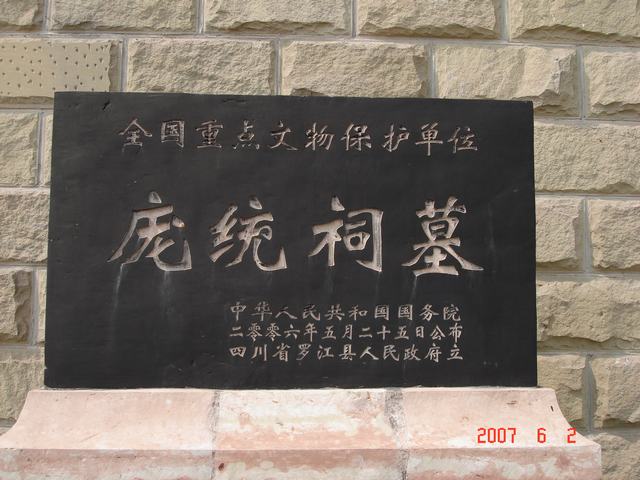 全国重点文物保护单位
庞统祠墓
中华人民共和国国务院
二零零六年五月二十五日公布
四川省罗江县人民政府立
2007 6 2